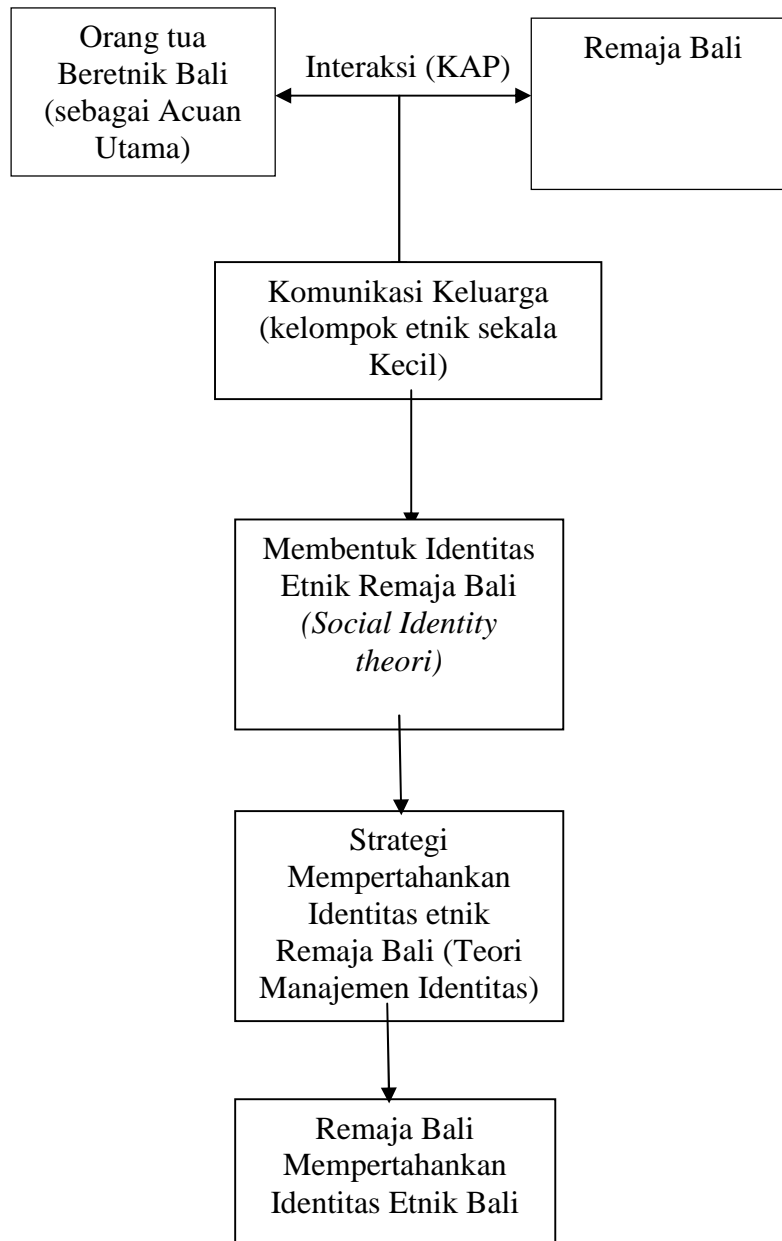 Orang tua
Beretnik Bali
(sebagai Acuan
Utama)
Interaksi (KAP)
Remaja Bali
Komunikasi Keluarga
(kelompok etnik sekala
Kecil)
Membentuk Identitas
Etnik Remaja Bali
(Social Identity
theori)
Strategi
Mempertahankan
Identitas etnik
Remaja Bali (Teori
Manajemen Identitas)
Remaja Bali
Mempertahankan
Identitas Etnik Bali